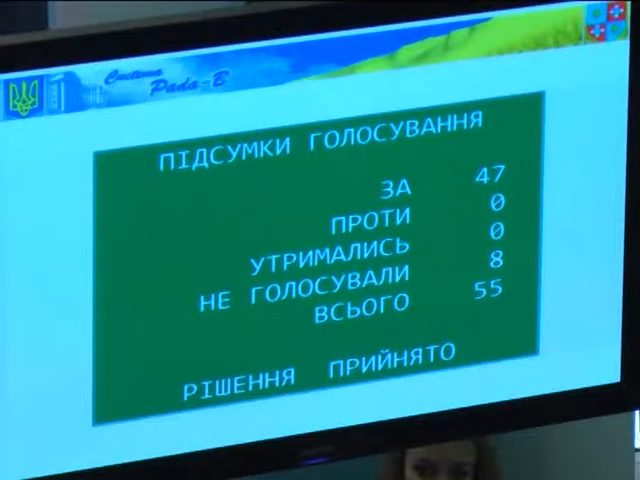 Система
Рада-В
ПІДСУМКИ ГОЛОСУВАННЯ
ЗА 47
ПРОТИ 0
УТРИМАЛИСЬ 0
НЕ ГОЛОСУВАЛИ 8
ВСЬОГО 55
РІШЕННЯ ПРИЙНЯТО